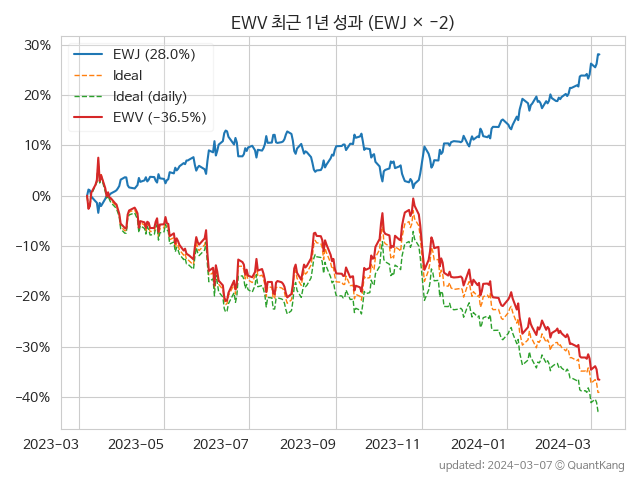 EWV 최근 1년 성과 (EWJ × −2)
EWJ (28.0%)
Ideal
Ideal (daily)
EWV (−36.5%)
30%
20%
10%
0%
−10%
−20%
−30%
−40%
2023−03 2023−05 2023−07 2023−09 2023−11 2024−01 2024−03
updated: 2024-03-07 © QuantKang